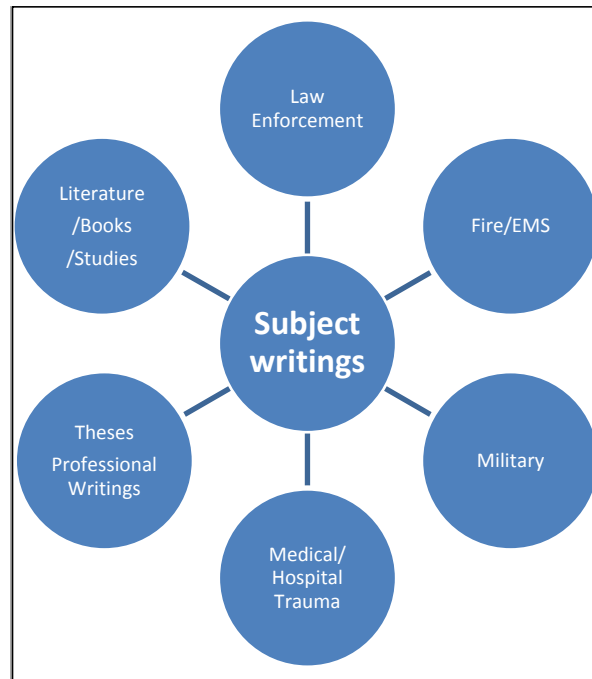 Law
Enforcement
Literature
/Books
/Studies
Fire/EMS
Subject
writings
Theses
Professional
Writings
Military
Medical/
Hospital
Trauma